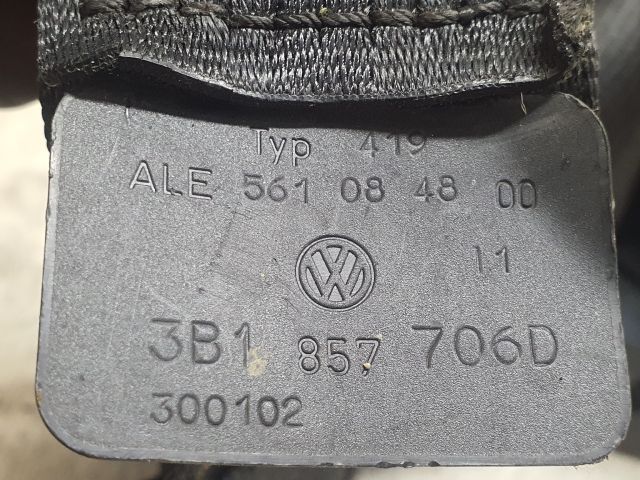 Typ 419
ALE 561 08 48 00
11
3B1 857 706D
300102